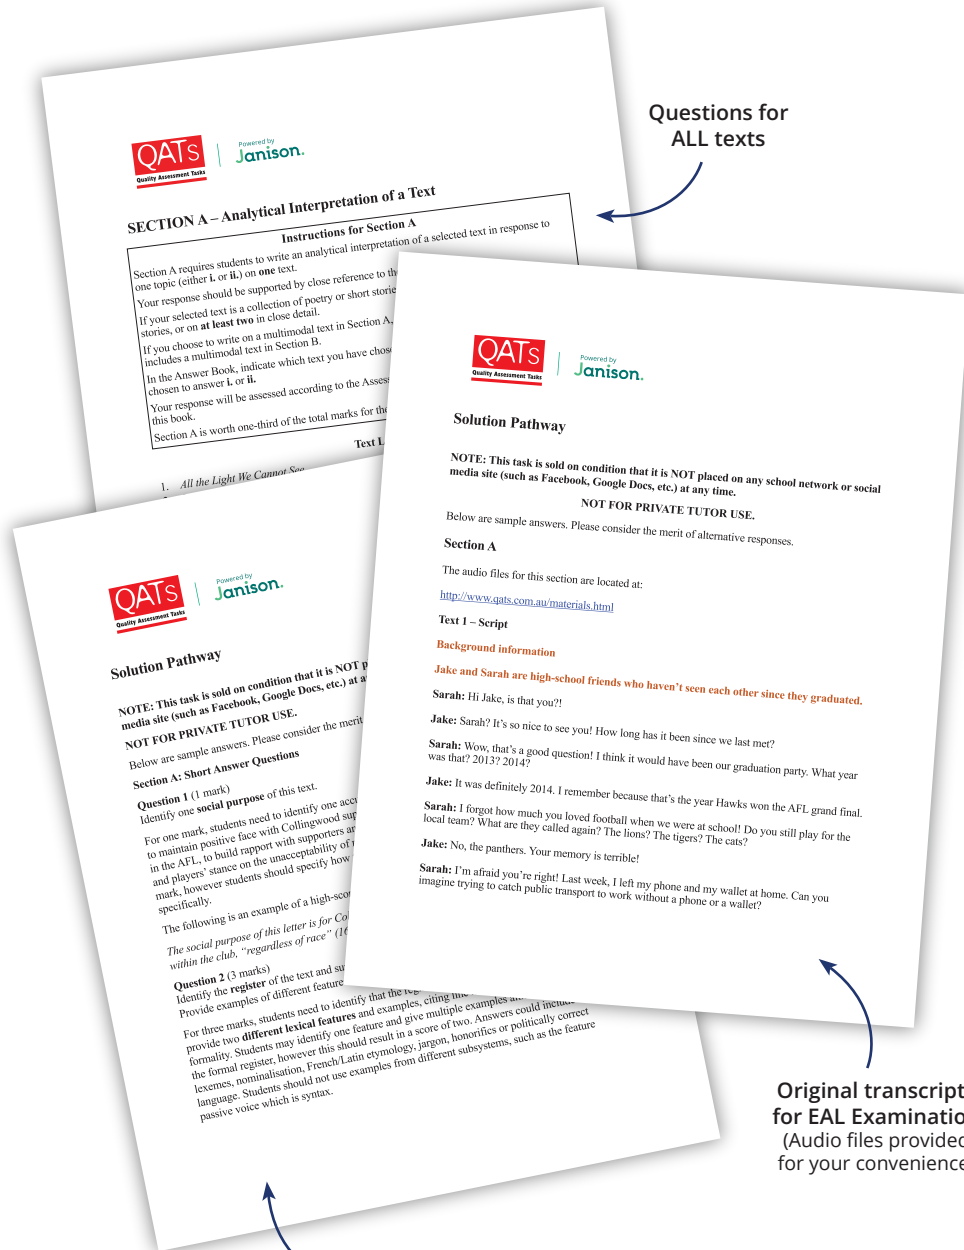 Questions for
ALL texts
QATs
Quality Assessment Tasks
Powered by
Janison.
SECTION A – Analytical Interpretation of a Text
Instructions for Section A
Section A requires students to write an analytical interpretation of a selected text in response to
one topic (either i. or ii.) on one text.
Your response should be supported by close reference to the
If your selected text is a collection of poetry or short storie
stories, or on at least two in close detail.
If you choose to write on a multimodal text in Section A,
includes a multimodal text in Section B.
In the Answer Book, indicate which text you have chose
chosen to answer i. or ii.
Your response will be assessed according to the Assess
this book.
Section A is worth one-third of the total marks for the
Text L
1. All the Light We Cannot See
QATs
Quality Assessment Tasks
Powered by
Janison.
Solution Pathway
NOTE: This task is sold on condition that it is NOT placed on any school network or social
media site (such as Facebook, Google Docs, etc.) at any time.
NOT FOR PRIVATE TUTOR USE.
Below are sample answers. Please consider the merit of alternative responses.
Section A
The audio files for this section are located at:
http://www.qats.com.au/materials.html
Text 1 – Script
Background information
Jake and Sarah are high-school friends who haven’t seen each other since they graduated.
Sarah: Hi Jake, is that you?!
Jake: Sarah? It’s so nice to see you! How long has it been since we last met?
Sarah: Wow, that’s a good question! I think it would have been our graduation party. What year
was that? 2013? 2014?
Jake: It was definitely 2014. I remember because that’s the year Hawks won the AFL grand final.
Sarah: I forgot how much you loved football when we were at school! Do you still play for the
local team? What are they called again? The lions? The tigers? The cats?
Jake: No, the panthers. Your memory is terrible!
Sarah: I’m afraid you’re right! Last week, I left my phone and my wallet at home. Can you
imagine trying to catch public transport to work without a phone or a wallet?
QATs
Quality Assessment Tasks
Powered by
Janison.
Solution Pathway
NOTE: This task is sold on condition that it is NOT p
media site (such as Facebook, Google Docs, etc.) at a
NOT FOR PRIVATE TUTOR USE.
Below are sample answers. Please consider the merit
Section A: Short Answer Questions
Question 1 (1 mark)
Identify one social purpose of this text.
For one mark, students need to identify one accu
to maintain positive face with Collingwood sup
in the AFL, to build rapport with supporters an
and players’ stance on the unacceptability of r
mark, however students should specify how
specifically.
The following is an example of a high-scor
The social purpose of this letter is for Co
within the club, “regardless of race” (16
Question 2 (3 marks)
Identify the register of the text and su
Provide examples of different feature
For three marks, students need to identify that the reg
provide two different lexical features and examples, citing line
formality. Students may identify one feature and give multiple examples an
the formal register, however this should result in a score of two. Answers could include
lexemes, nominalisation, French/Latin etymology, jargon, honorifics or politically correct
language. Students should not use examples from different subsystems, such as the feature
passive voice which is syntax.
Original transcript
for EAL Examinatio
(Audio files provided
for your convenience